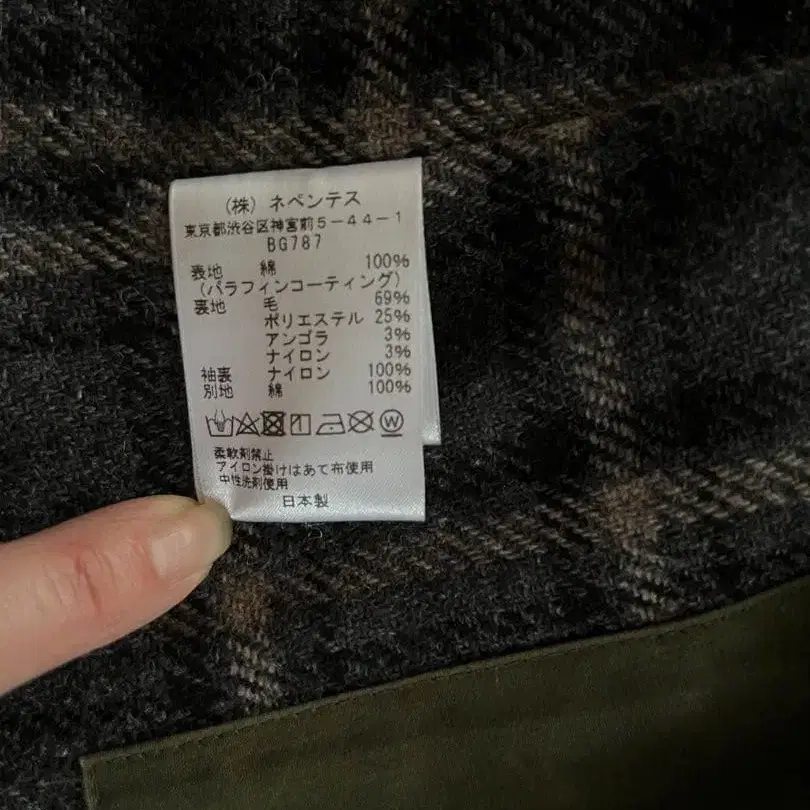 (株) ネペンテス
東京都渋谷区神宮前5-44-1
BG787
表地 綿 100%
(パラフィンコーティング)
裏地 毛 69%
ポリエステル 25%
アンゴラ 3%
ナイロン 3%
袖裏 ナイロン 100%
別地 綿 100%
W
柔軟剤禁止
アイロン掛けはあて布使用
中性洗剤使用
日本製